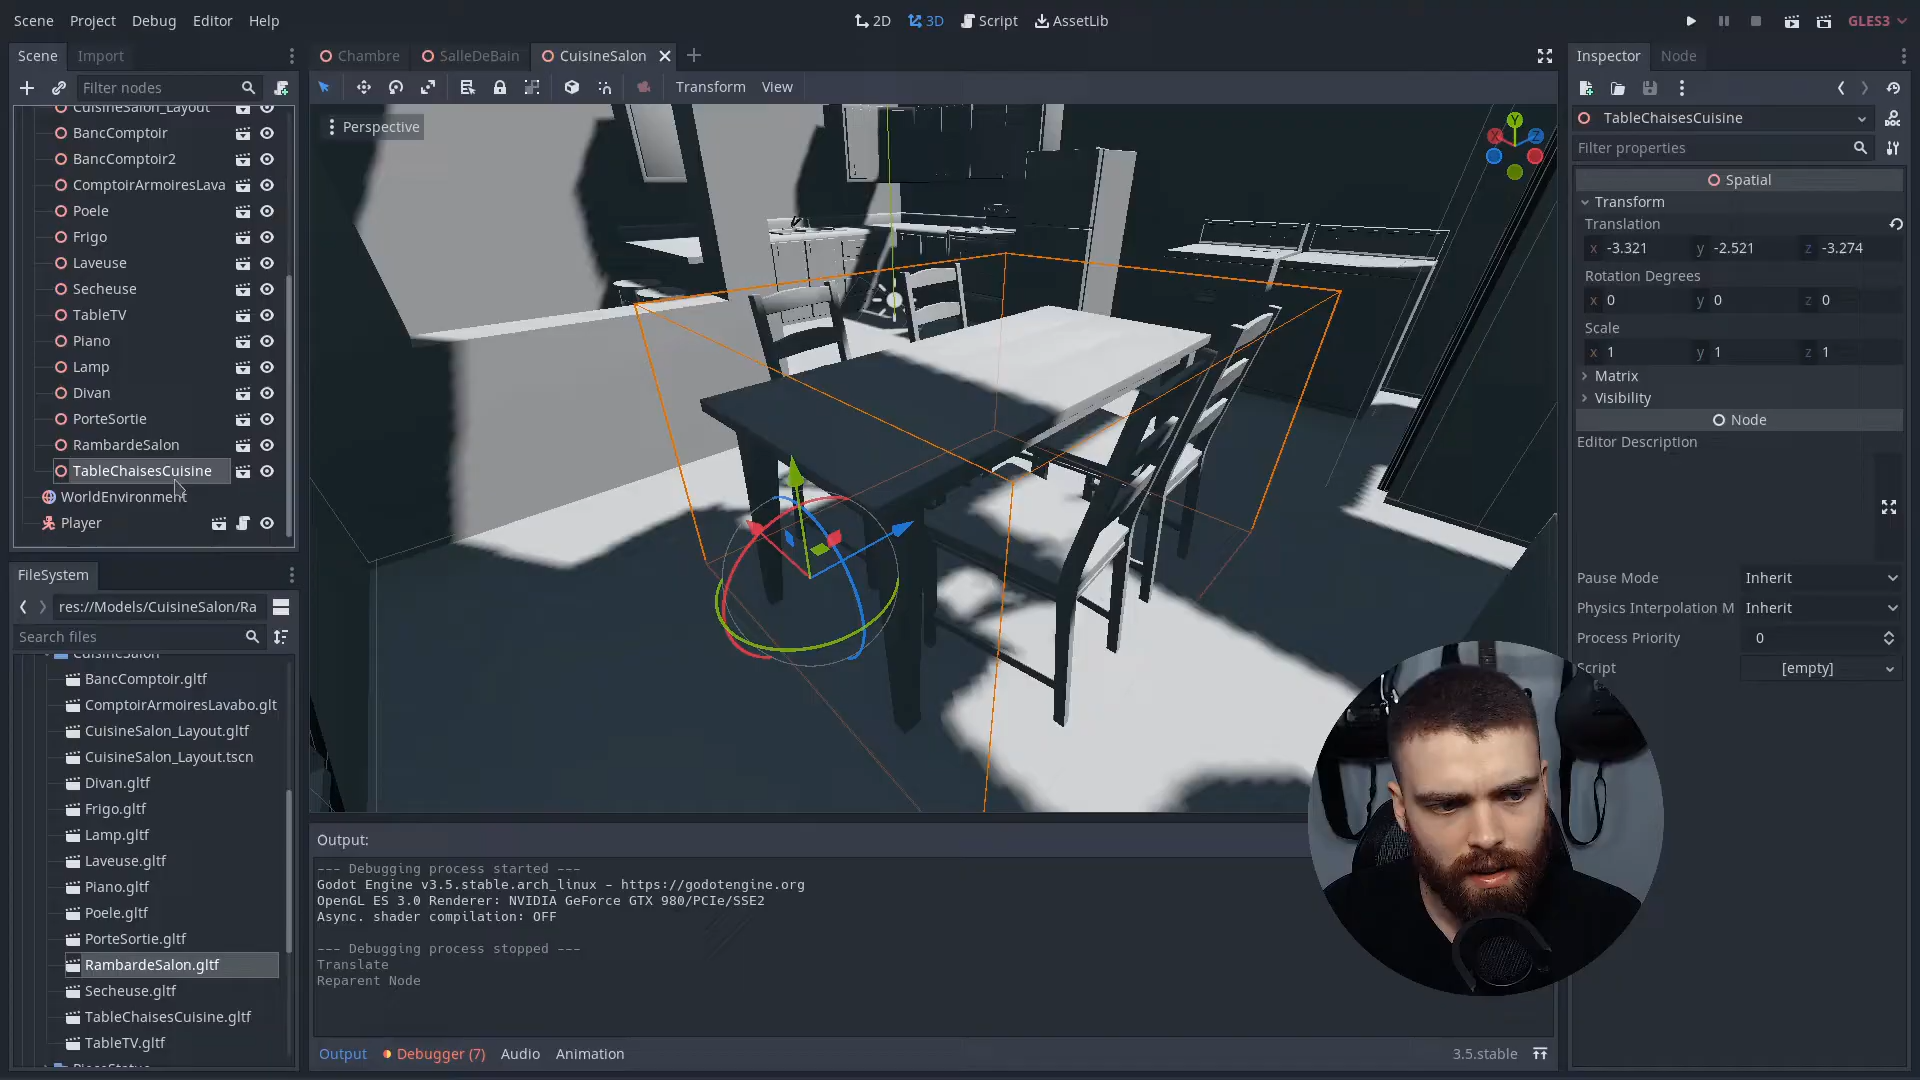 Scene Project Debug Editor Help
2D 3D Script AssetLib
GLES3
Scene Import
Filter nodes
CuisineSalon_Layout
BancComptoir
BancComptoir2
ComptoirArmoiresLava
Poele
Frigo
Laveuse
Secheuse
TableTV
Piano
Lamp
Divan
PorteSortie
RambardeSalon
TableChaisesCuisine
WorldEnvironment
Player
FileSystem
res://Models/CuisineSalon/Ra
Search files
CuisineSalon
BancComptoir.gltf
ComptoirArmoiresLavabo.glt
CuisineSalon_Layout.gltf
CuisineSalon_Layout.tscn
Divan.gltf
Frigo.gltf
Lamp.gltf
Laveuse.gltf
Piano.gltf
Poele.gltf
PorteSortie.gltf
RambardeSalon.gltf
Secheuse.gltf
TableChaisesCuisine.gltf
TableTV.gltf
Chambre SalleDeBain CuisineSalon
Transform View
Perspective
Y
X
Z
Output:
--- Debugging process started ---
Godot Engine v3.5.stable.arch_linux - https://godotengine.org
OpenGL ES 3.0 Renderer: NVIDIA GeForce GTX 980/PCIe/SSE2
Async. shader compilation: OFF
--- Debugging process stopped ---
Translate
Reparent Node
Output Debugger (7) Audio Animation
3.5.stable
Inspector Node
TableChaisesCuisine
Filter properties
Spatial
Transform
Translation
x -3.321 y -2.521 z -3.274
Rotation Degrees
x 0 y 0 z 0
Scale
x 1 y 1 z 1
Matrix
Visibility
Node
Editor Description
Pause Mode Inherit
Physics Interpolation M Inherit
Process Priority 0
Script [empty]